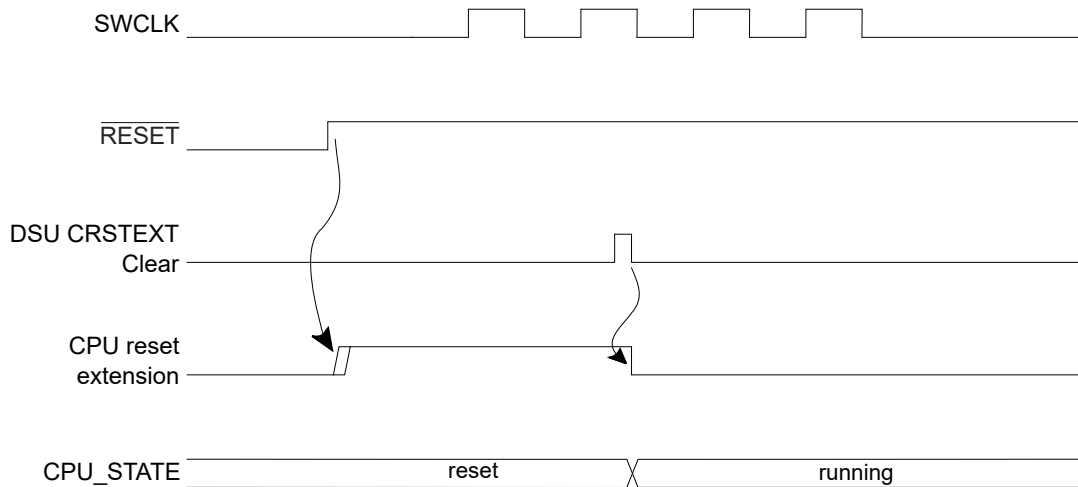 SWCLK
RESET
DSU CRSTEXT
Clear
CPU reset
extension
CPU_STATE reset running